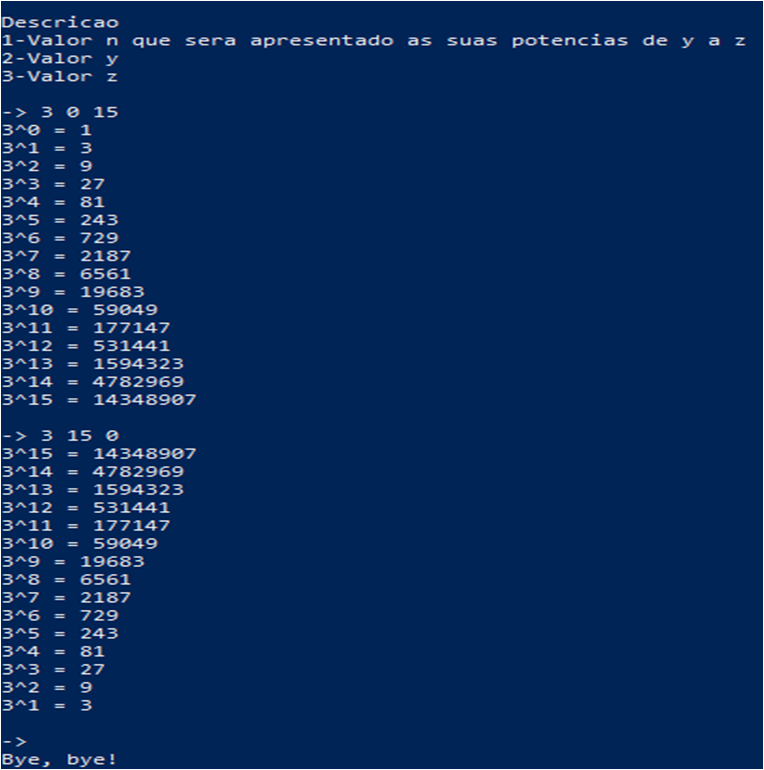 Descricao
1-Valor n que sera apresentado as suas potencias de y a z
2-Valor y
3-Valor z
-> 3 0 15
3^0 = 1
3^1 = 3
3^2 = 9
3^3 = 27
3^4 = 81
3^5 = 243
3^6 = 729
3^7 = 2187
3^8 = 6561
3^9 = 19683
3^10 = 59049
3^11 = 177147
3^12 = 531441
3^13 = 1594323
3^14 = 4782969
3^15 = 14348907
-> 3 15 0
3^15 = 14348907
3^14 = 4782969
3^13 = 1594323
3^12 = 531441
3^11 = 177147
3^10 = 59049
3^9 = 19683
3^8 = 6561
3^7 = 2187
3^6 = 729
3^5 = 243
3^4 = 81
3^3 = 27
3^2 = 9
3^1 = 3
->
Bye, bye!